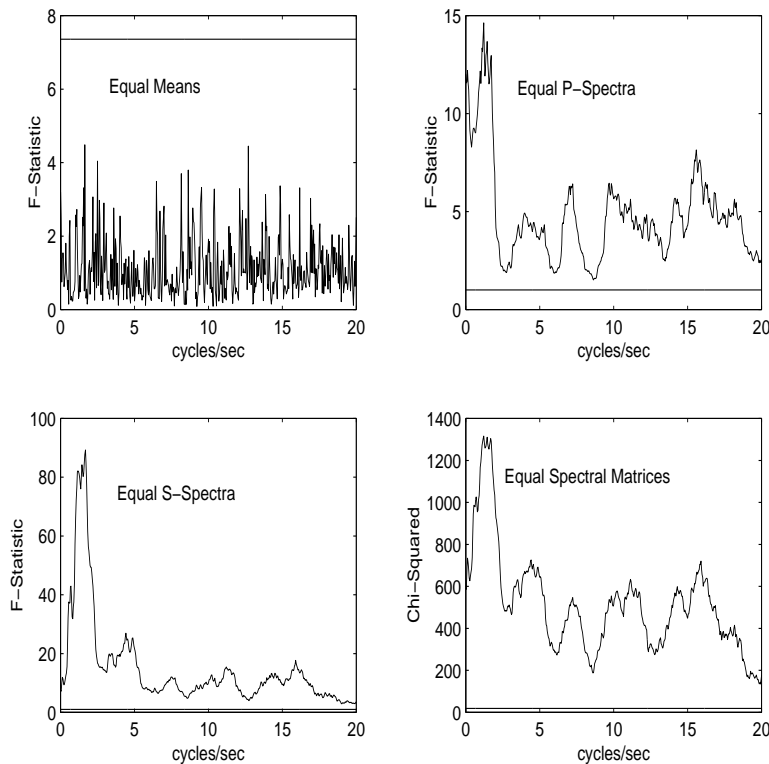 8
6
4
2
0
F−Statistic
Equal Means
0 5 10 15 20
cycles/sec
15
10
5
0
F−Statistic
Equal P−Spectra
0 5 10 15 20
cycles/sec
100
80
60
40
20
0
F−Statistic
Equal S−Spectra
0 5 10 15 20
cycles/sec
1400
1200
1000
800
600
400
200
0
Chi−Squared
Equal Spectral Matrices
0 5 10 15 20
cycles/sec